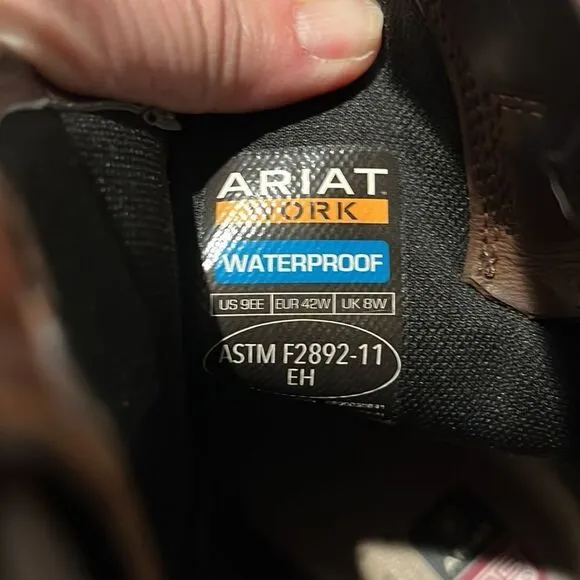 ARIAT
WORK
WATERPROOF
US 9EE EUR 42W UK 8W
ASTM F2892-11
EH